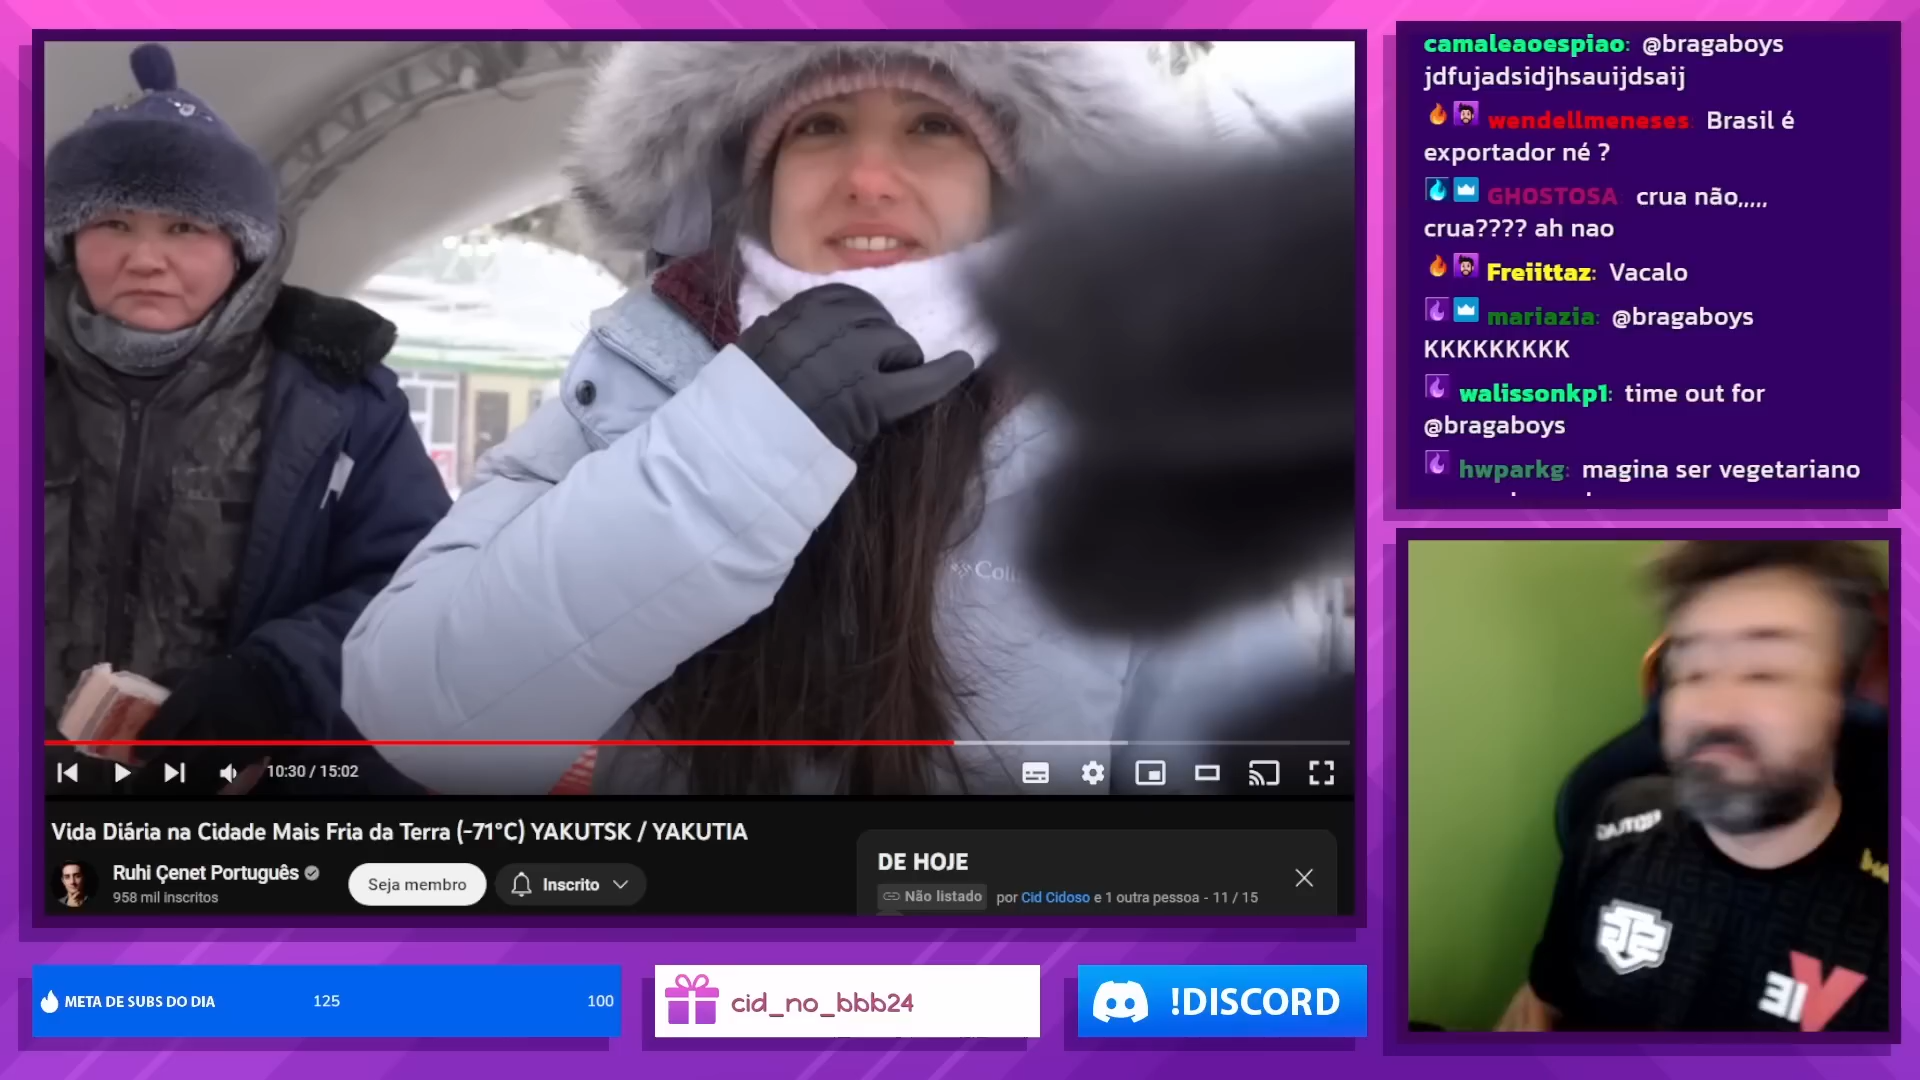 camaleaoespiao: @bragaboys
jdfujadsidjhsauijdsaij
wendellmeneses: Brasil é
exportador né ?
GHOSTOSA: crua não,,,,,
crua???? ah nao
Freiittaz: Vacalo
mariazia: @bragaboys
KKKKKKKKK
walissonkp1: time out for
@bragaboys
hwparkg: magina ser vegetariano
10:30 / 15:02
Vida Diária na Cidade Mais Fria da Terra (-71°C) YAKUTSK / YAKUTIA
Ruhi Çenet Português
958 mil inscritos
Seja membro
Inscrito
DE HOJE
Não listado por Cid Cidoso e 1 outra pessoa - 11 / 15
META DE SUBS DO DIA 125 100
cid_no_bbb24
!DISCORD